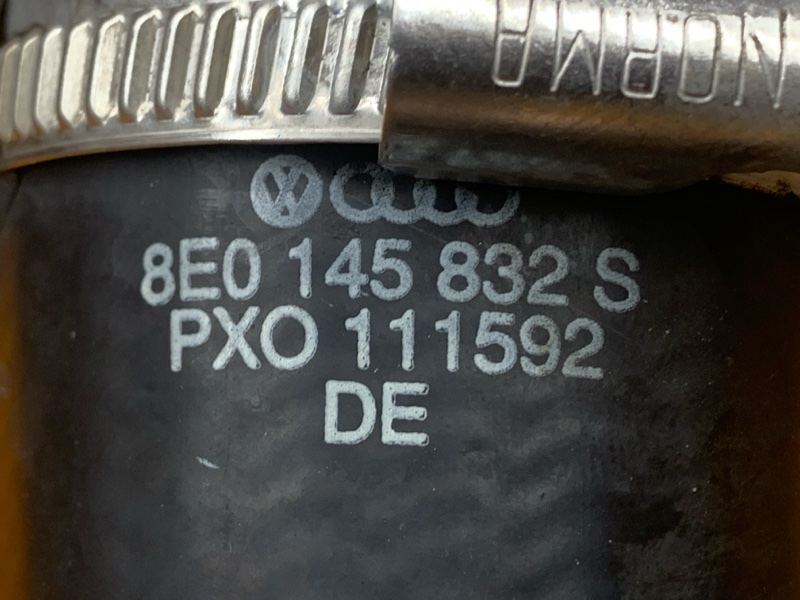 NORMA
8E0 145 832 S
PXO 111592
DE